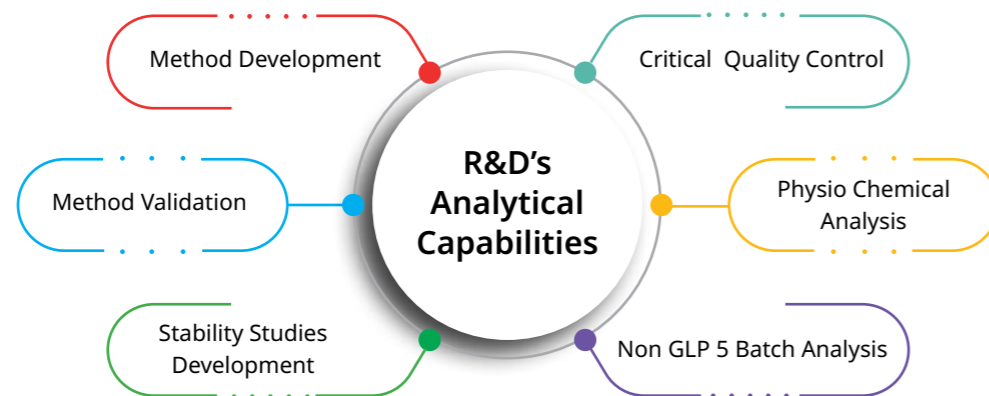 Method Development
Critical Quality Control
R&D's
Analytical
Capabilities
Method Validation
Physio Chemical
Analysis
Stability Studies
Development
Non GLP 5 Batch Analysis